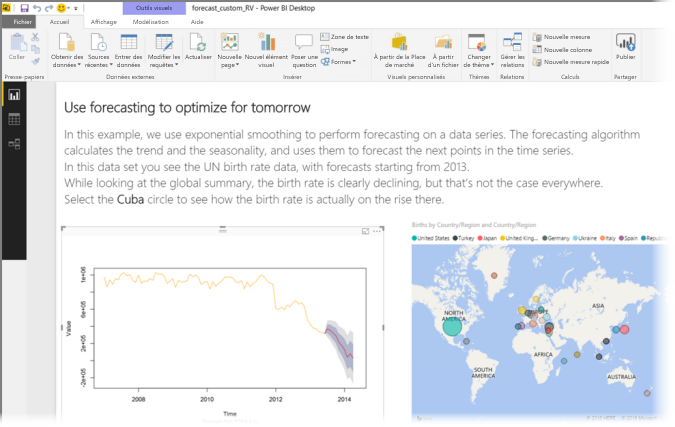 Outils visuels
forecast_custom_RV - Power BI Desktop
Fichier
Accueil
Affichage
Modélisation
Aide
Coller
Obtenir des données
Sources récentes
Entrer des données
Modifier les requêtes
Actualiser
Nouvelle page
Nouvel élément visuel
Poser une question
Zone de texte
Image
Formes
À partir de la Place de marché
À partir d'un fichier
Changer de thème
Gérer les relations
Nouvelle mesure
Nouvelle colonne
Nouvelle mesure rapide
Publier
Presse-papiers
Données externes
Insérer
Visuels personnalisés
Thèmes
Relations
Calculs
Partager
Use forecasting to optimize for tomorrow
In this example, we use exponential smoothing to perform forecasting on a data series. The forecasting algorithm
calculates the trend and the seasonality, and uses them to forecast the next points in the time series.
In this data set you see the UN birth rate data, with forecasts starting from 2013.
While looking at the global summary, the birth rate is clearly declining, but that's not the case everywhere.
Select the Cuba circle to see how the birth rate is actually on the rise there.
Births by Country/Region and Country/Region
United States Turkey Japan United King... Germany Ukraine Italy Spain
Value
1e+06
6e+05
2e+05
-2e+05
2008
2010
2012
2014
Time
NORTH AMERICA
EUROPE
ASIA
AFRICA
SOUTH AMERICA
AUSTRALIA